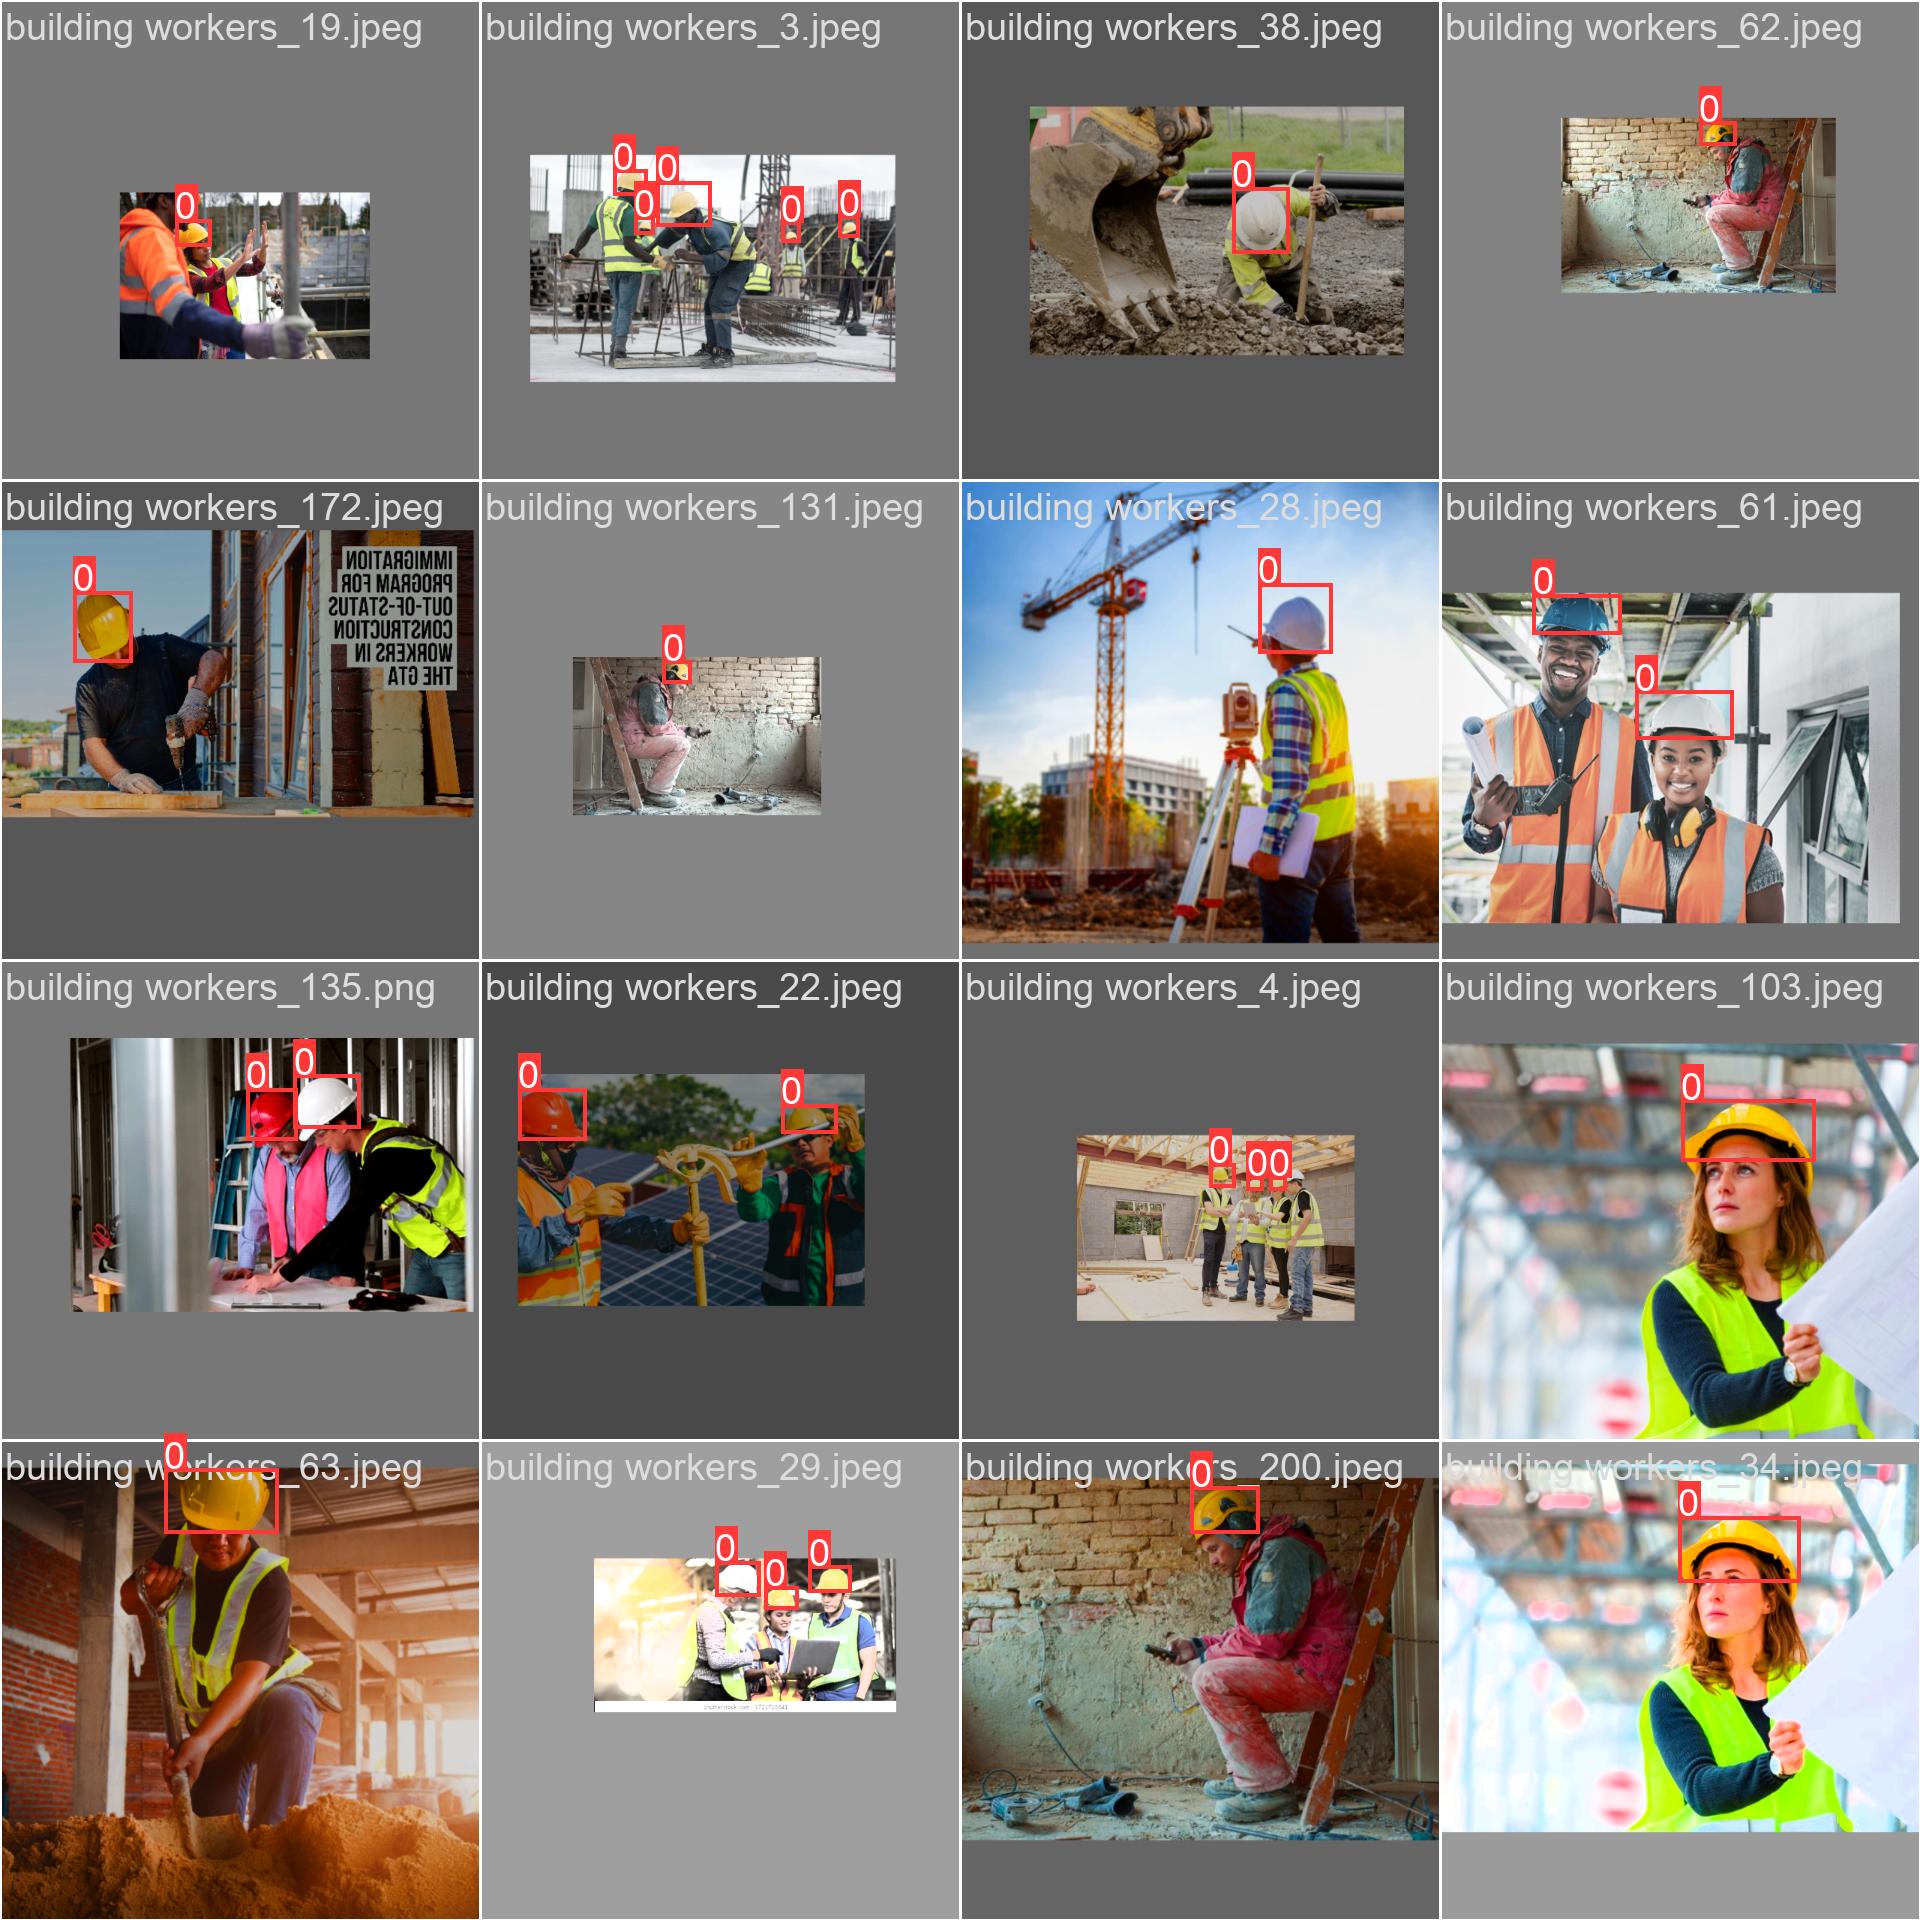 building workers_19.jpeg
building workers_3.jpeg
building workers_38.jpeg
building workers_62.jpeg
0
0
0
0
0
0
0
0
building workers_172.jpeg
building workers_131.jpeg
building workers_28.jpeg
building workers_61.jpeg
0
IMMIGRATION
PROGRAM FOR
OUT-OF-STATUS
CONSTRUCTION
WORKERS IN
THE GTA
0
0
0
0
building workers_135.png
building workers_22.jpeg
building workers_4.jpeg
building workers_103.jpeg
0
0
0
0
0
0
0
0
building workers_63.jpeg
building workers_29.jpeg
building workers_200.jpeg
building workers_34.jpeg
0
0
0
0
0
0